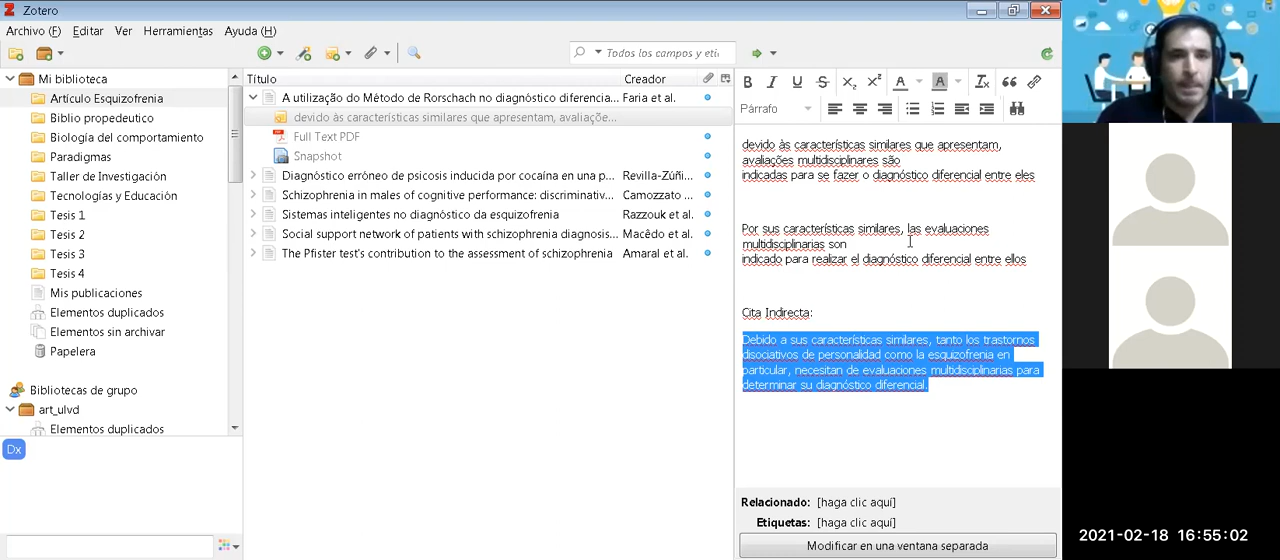 Zotero
Archivo (F) Editar Ver Herramientas Ayuda (H)
Todos los campos y eti
Mi biblioteca
Artículo Esquizofrenia
Biblio propedeutico
Biología del comportamiento
Paradigmas
Taller de Investigación
Tecnologías y Educación
Tesis 1
Tesis 2
Tesis 3
Tesis 4
Mis publicaciones
Elementos duplicados
Elementos sin archivar
Papelera
Bibliotecas de grupo
art_ulvd
Elementos duplicados
Dx
Título Creador
A utilização do Método de Rorschach no diagnóstico diferencia... Faria et al.
devido às características similares que apresentam, avaliaçõe...
Full Text PDF
Snapshot
Diagnóstico erróneo de psicosis inducida por cocaína en una p... Revilla-Zúñi...
Schizophrenia in males of cognitive performance: discriminativ... Camozzato ...
Sistemas inteligentes no diagnóstico da esquizofrenia Razzouk et al.
Social support network of patients with schizophrenia diagnosis... Macêdo et al.
The Pfister test's contribution to the assessment of schizophrenia Amaral et al.
B I U S X₂ X² A A
Párrafo
devido às características similares que apresentam,
avaliações multidisciplinares são
indicadas para se fazer o diagnóstico diferencial entre eles
Por sus características similares, las evaluaciones
multidisciplinarias son
indicado para realizar el diagnóstico diferencial entre ellos
Cita Indirecta:
Debido a sus características similares, tanto los trastornos
disociativos de personalidad como la esquizofrenia en
particular, necesitan de evaluaciones multidisciplinarias para
determinar su diagnóstico diferencial.
Relacionado: [haga clic aquí]
Etiquetas: [haga clic aquí]
Modificar en una ventana separada
2021-02-18 16:55:02